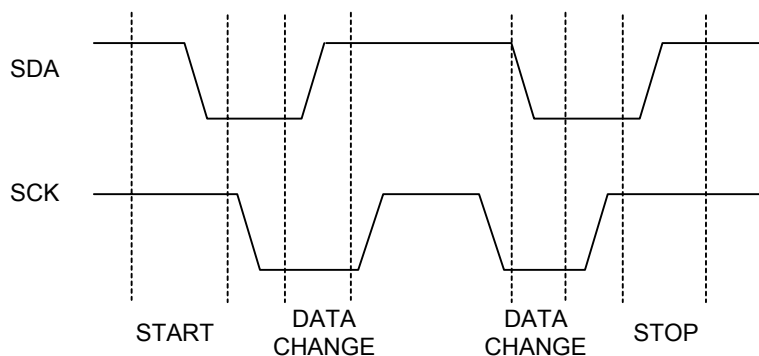 SDA
SCK
START
DATA
CHANGE
DATA
CHANGE
STOP